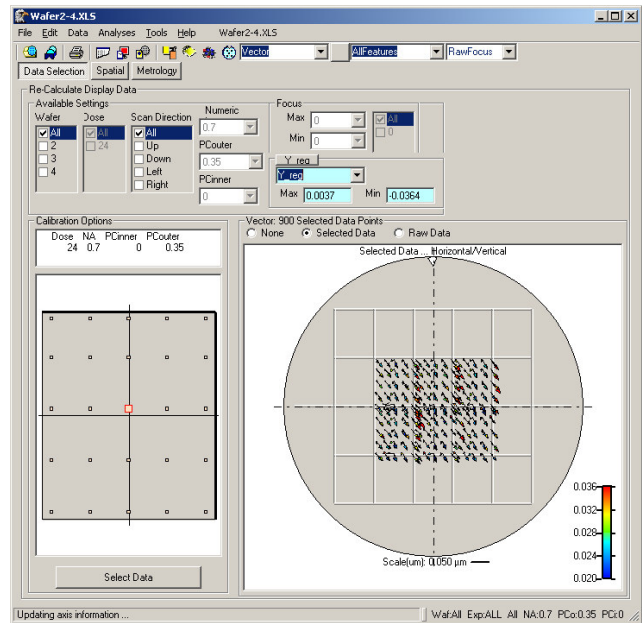 Wafer2-4.XLS
File Edit Data Analyses Tools Help Wafer2-4.XLS
Vector AllFeatures RawFocus
Data Selection Spatial Metrology
Re-Calculate Display Data
Available Settings
Wafer Dose Scan Direction Numeric Focus
All All All 0.7 Max 0 All
2 24 Up PCouter Min 0 0
3 Down 0.35 Y_reg
4 Left PCinner Y_reg
Right 0 Max 0.0037 Min -0.0364
Calibration Options
Dose NA PCinner PCouter
24 0.7 0 0.35
Select Data
Vector: 900 Selected Data Points
None Selected Data Raw Data
Selected Data ... Horizontal/Vertical
0.036
0.032
0.028
0.024
0.020
Scale(um): 0.050 µm
Updating axis information ... Waf:All Exp:ALL All NA:0.7 PCo:0.35 PCi:0